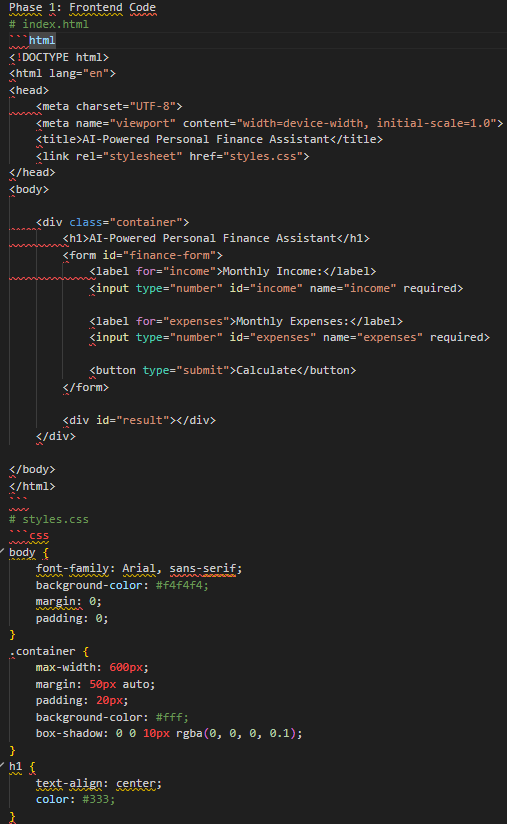 Phase 1: Frontend Code
# index.html
```html
<!DOCTYPE html>
<html lang="en">
<head>
    <meta charset="UTF-8">
    <meta name="viewport" content="width=device-width, initial-scale=1.0">
    <title>AI-Powered Personal Finance Assistant</title>
    <link rel="stylesheet" href="styles.css">
</head>
<body>

    <div class="container">
        <h1>AI-Powered Personal Finance Assistant</h1>
        <form id="finance-form">
            <label for="income">Monthly Income:</label>
            <input type="number" id="income" name="income" required>

            <label for="expenses">Monthly Expenses:</label>
            <input type="number" id="expenses" name="expenses" required>

            <button type="submit">Calculate</button>
        </form>

        <div id="result"></div>
    </div>

</body>
</html>
```
# styles.css
```css
body {
    font-family: Arial, sans-serif;
    background-color: #f4f4f4;
    margin: 0;
    padding: 0;
}
.container {
    max-width: 600px;
    margin: 50px auto;
    padding: 20px;
    background-color: #fff;
    box-shadow: 0 0 10px rgba(0, 0, 0, 0.1);
}
h1 {
    text-align: center;
    color: #333;
}